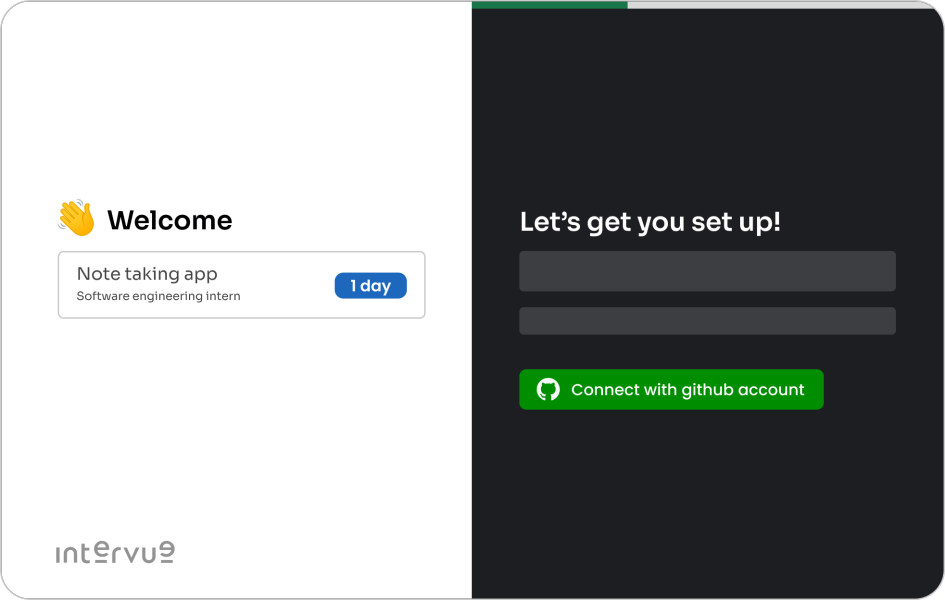 Welcome
Note taking app
Software engineering intern
1 day
intervue
Let’s get you set up!
Connect with github account